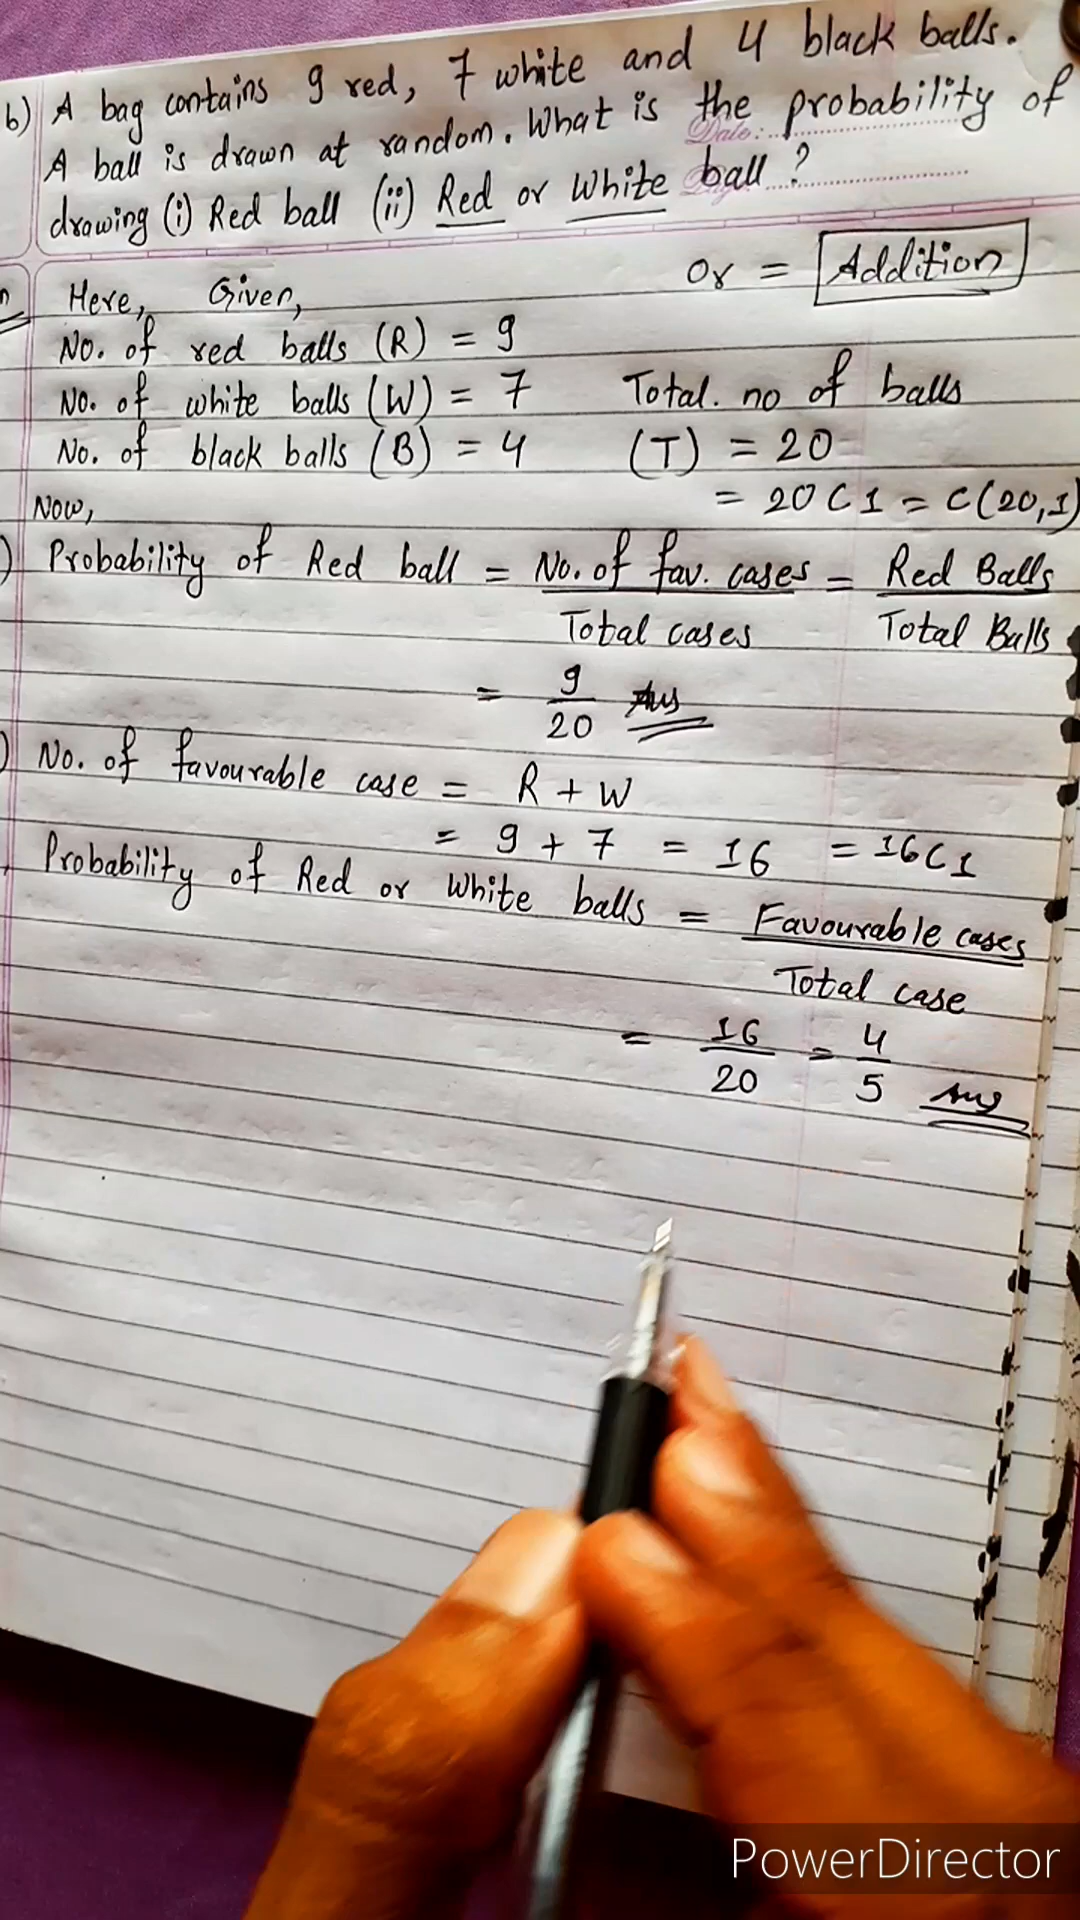 b) A bag contains 9 red, 7 white and 4 black balls.
A ball is drawn at random. What is the probability of
Date:
drawing (i) Red ball (ii) Red or White ball?
Here, Given,
Or = Addition
No. of red balls (R) = 9
No. of white balls (W) = 7
Total. no of balls
No. of black balls (B) = 4
(T) = 20
= 20 C 1 = C(20,1)
Now,
) Probability of Red ball = No. of fav. cases = Red Balls
Total cases Total Balls
= 9
20 Ans
) No. of favourable case = R + W
= 9 + 7 = 16 = 16C1
Probability of Red or White balls = Favourable cases
Total case
= 16 = 4
20 5 Ans
PowerDirector